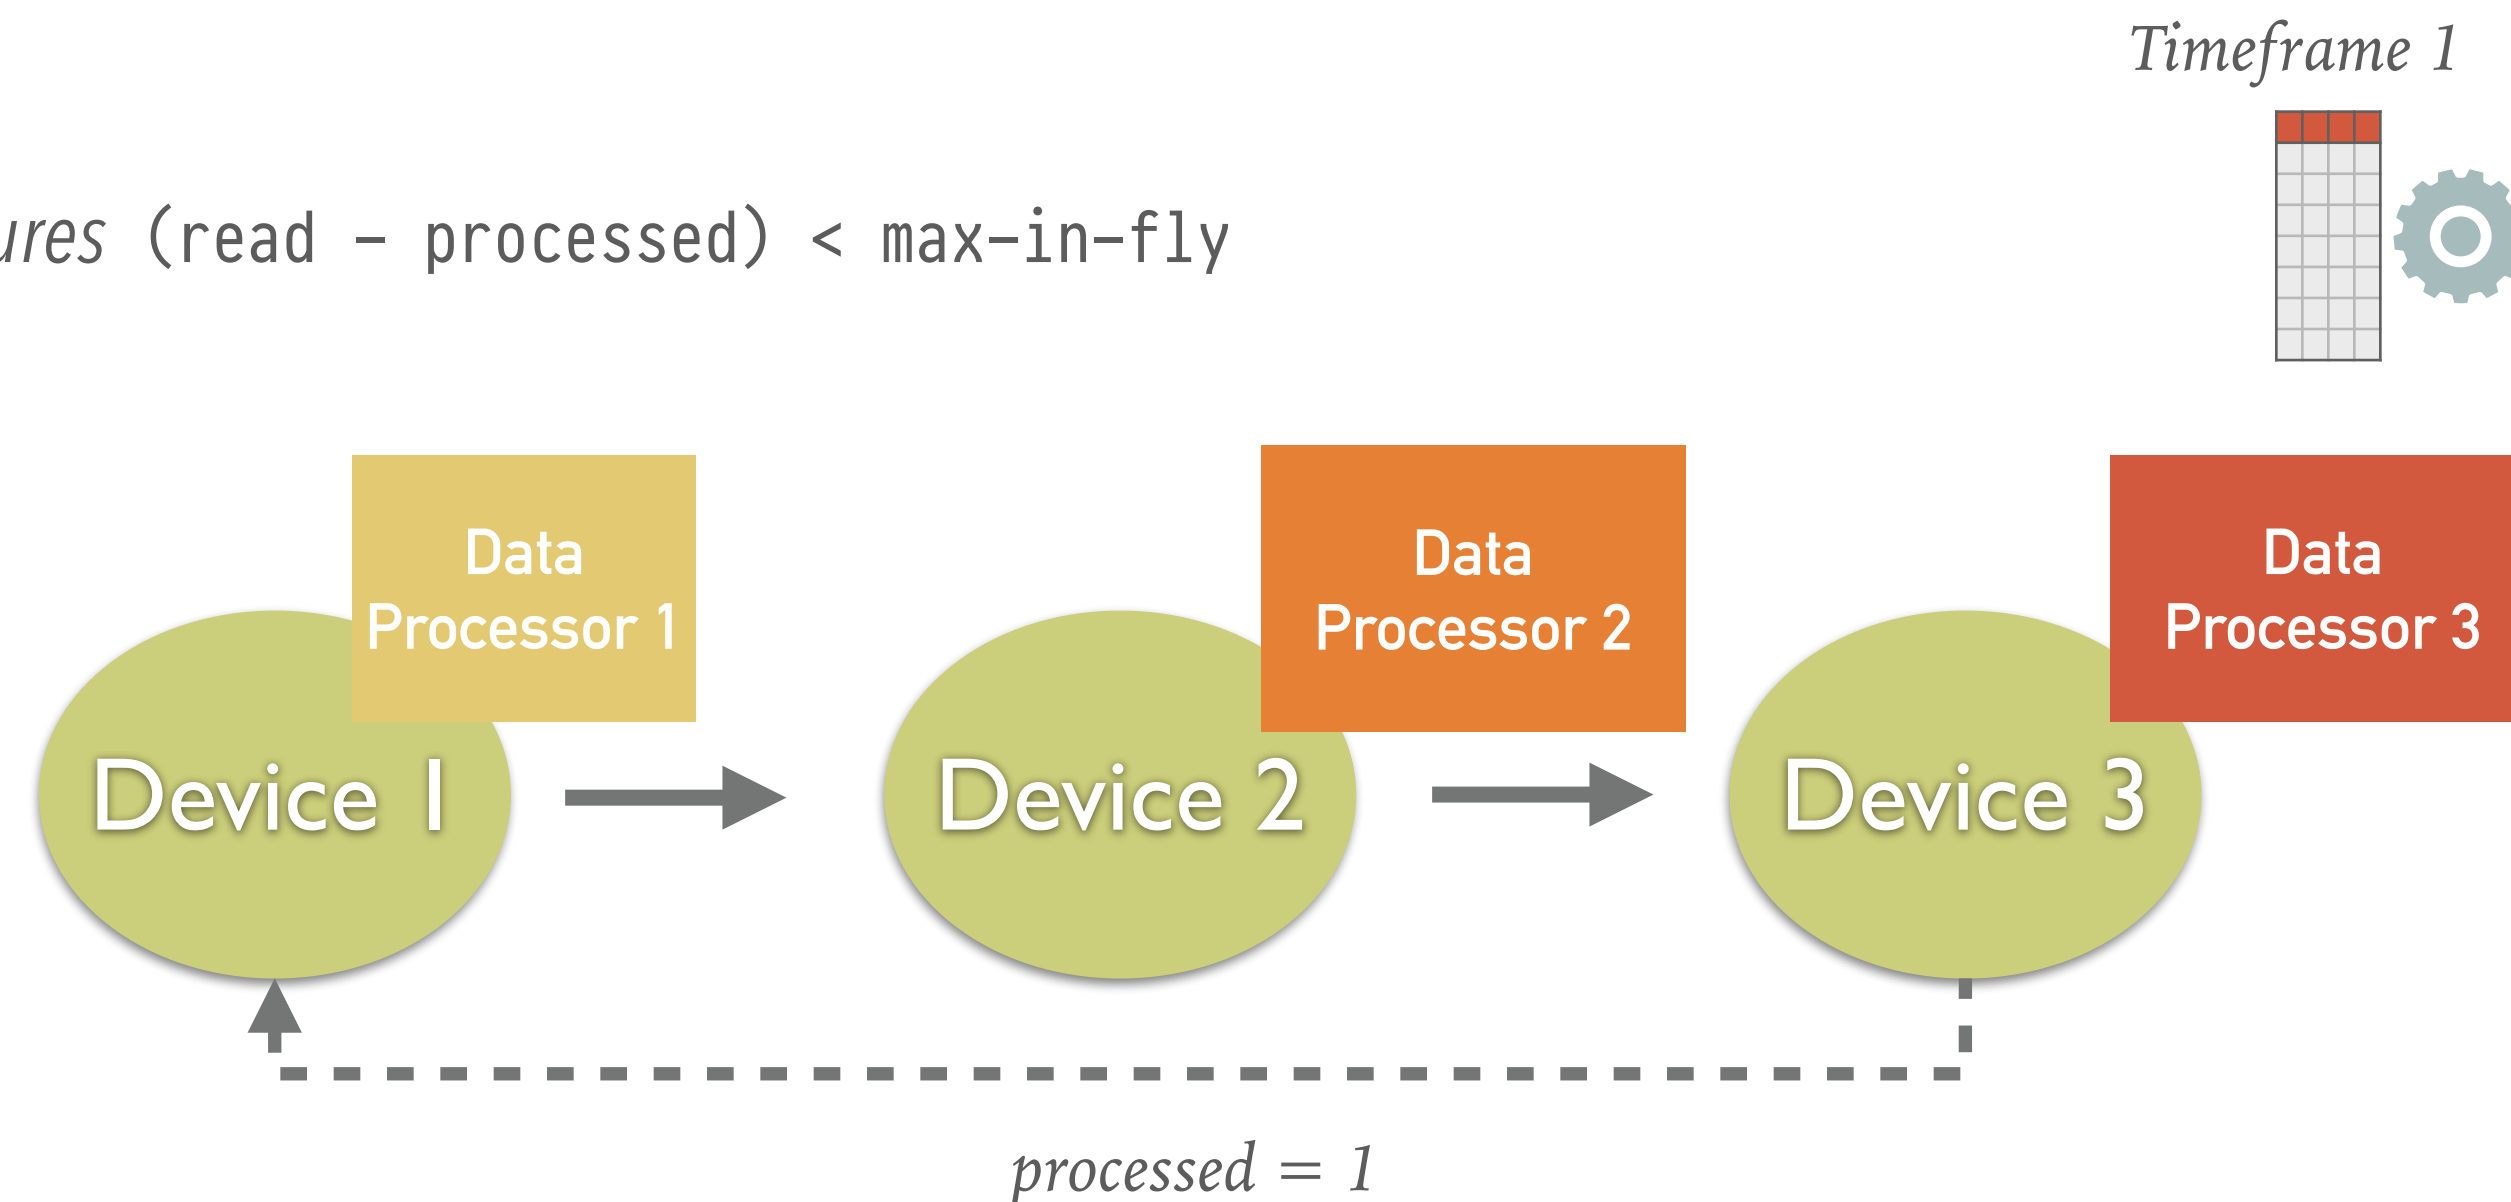 Timeframe 1
(read - processed) < max-in-fly
Data
Processor 1
Data
Processor 2
Data
Processor 3
Device 1
Device 2
Device 3
processed = 1